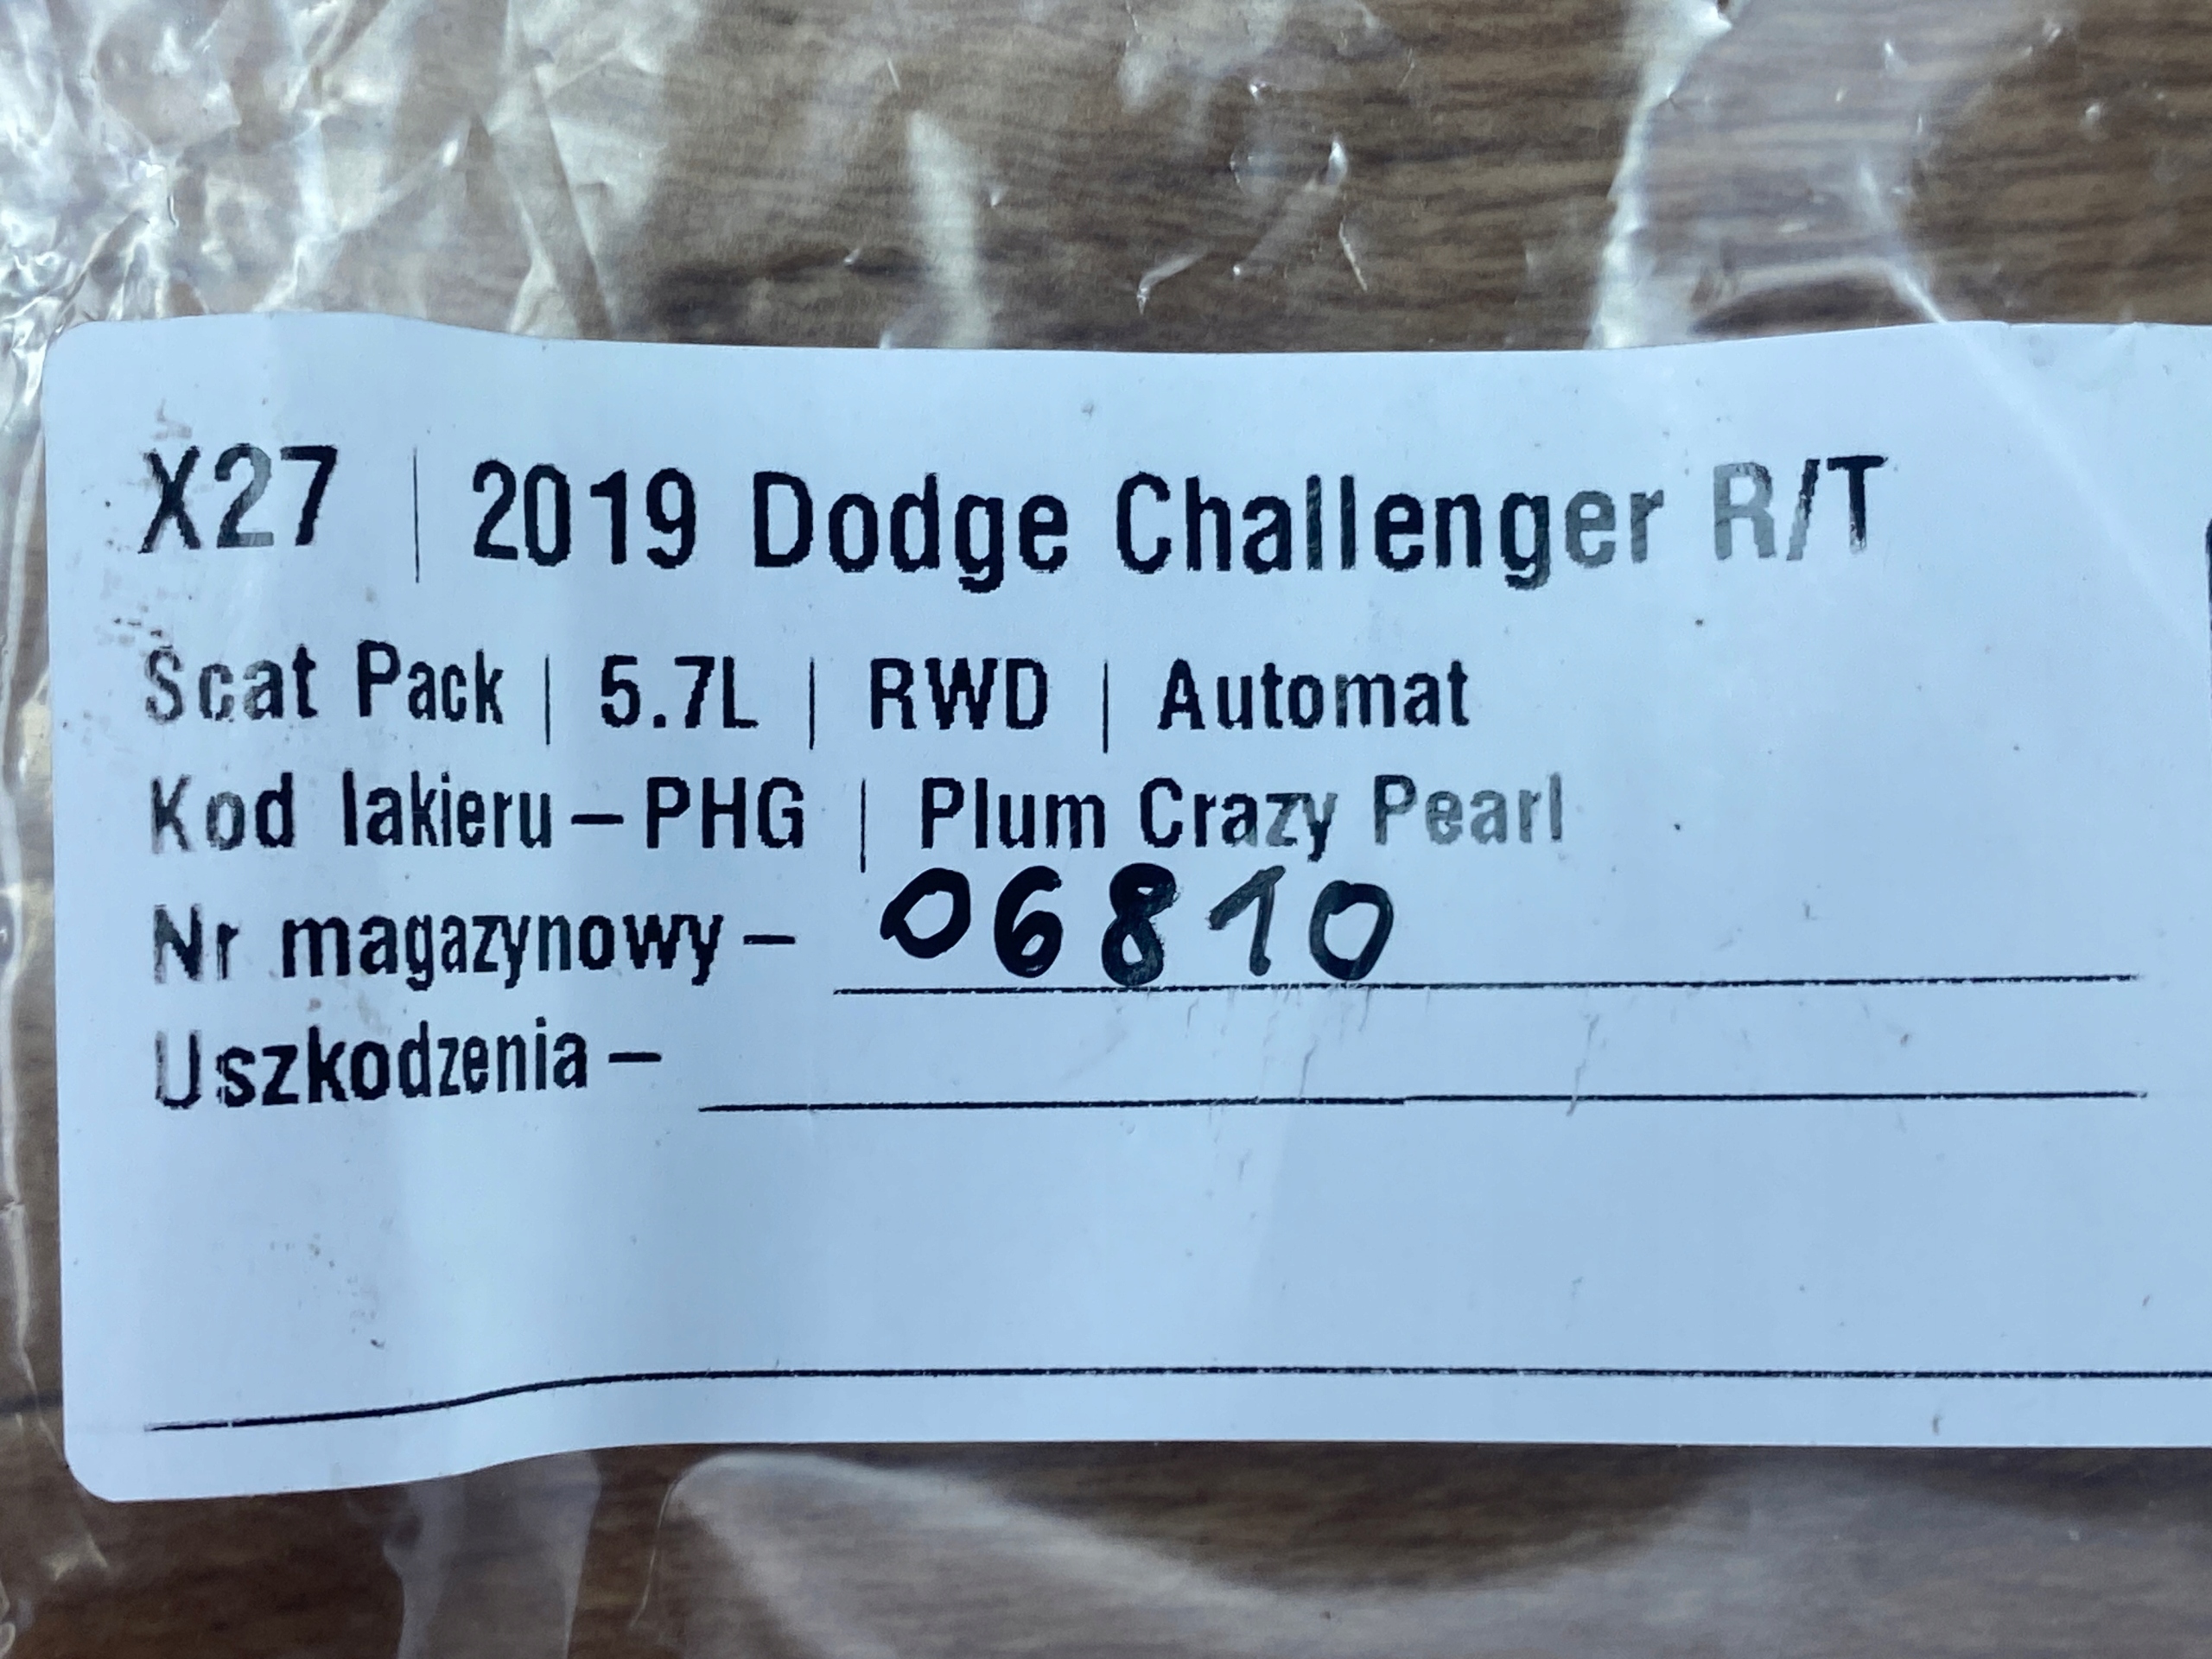 X27 | 2019 Dodge Challenger R/T
Scat Pack | 5.7L | RWD | Automat
Kod lakieru – PHG | Plum Crazy Pearl
Nr magazynowy – 06810
Uszkodzenia –